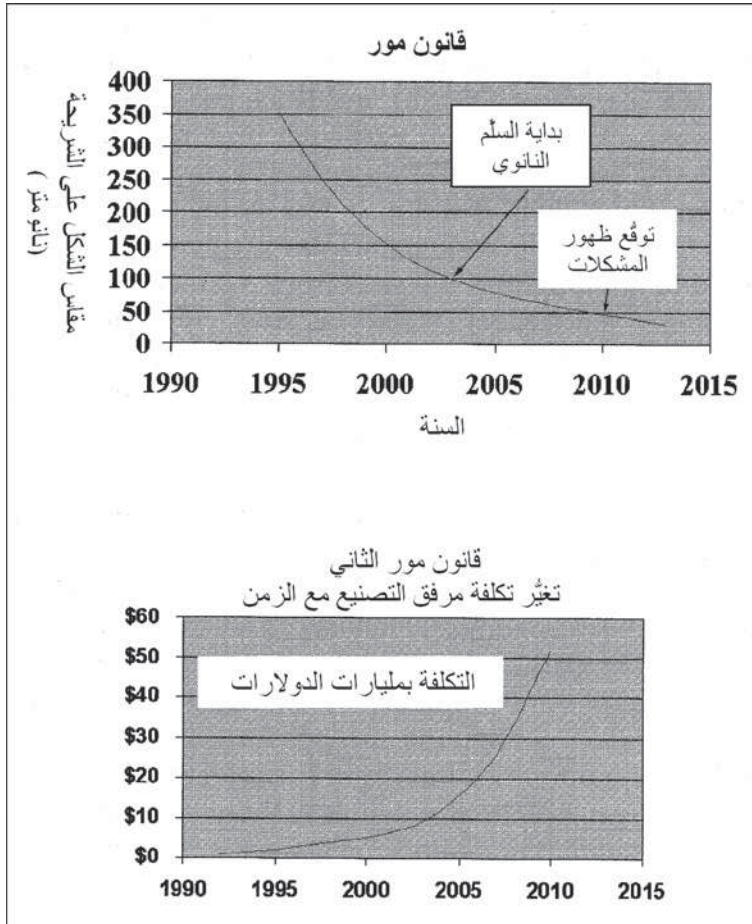 قانون مور
400
350
300
250
200
150
100
50
0
مقاس الشكل على الشريحة
(نانومتر)
بداية السلّم
النانوي
توقّع ظهور
المشكلات
1990 1995 2000 2005 2010 2015
السنة
قانون مور الثاني
تغيُّر تكلفة مرفق التصنيع مع الزمن
$60
$50
$40
$30
$20
$10
$0
التكلفة بمليارات الدولارات
1990 1995 2000 2005 2010 2015